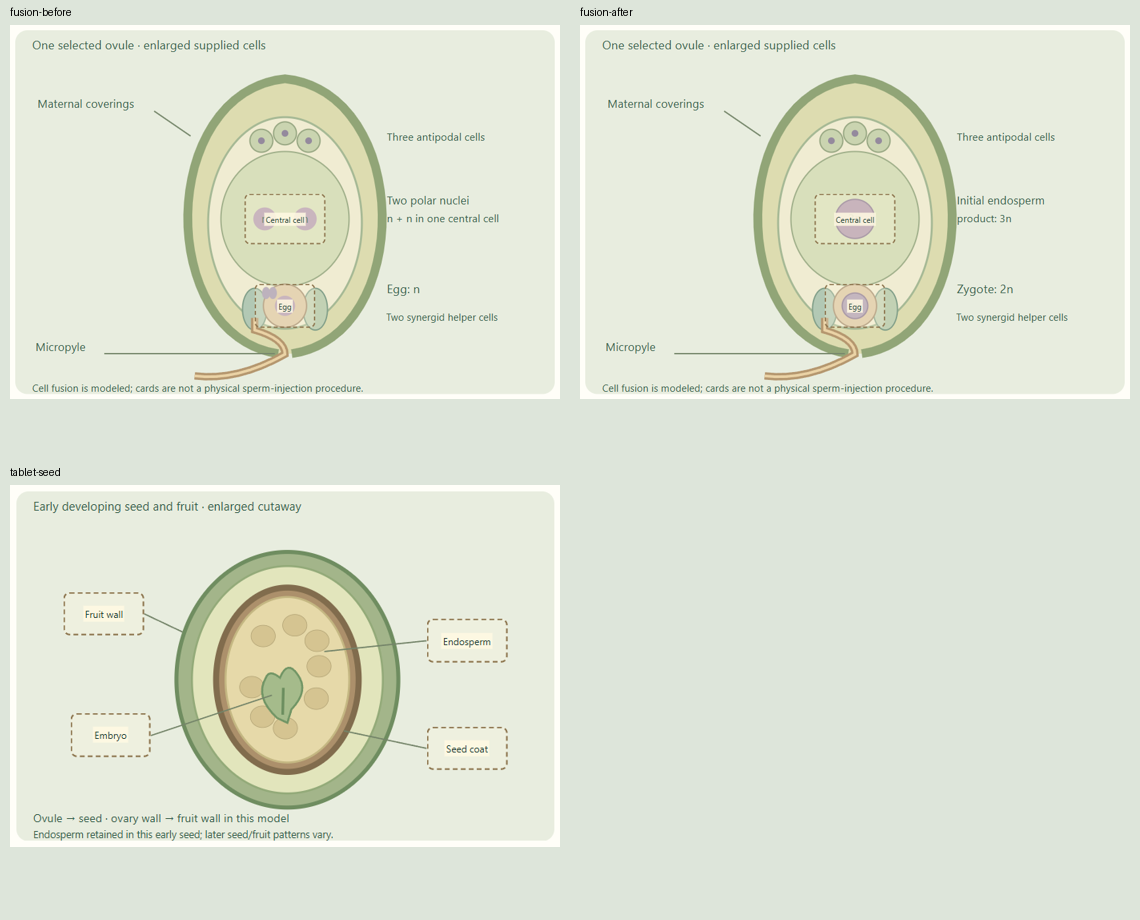 fusion-before
One selected ovule · enlarged supplied cells
Maternal coverings
Three antipodal cells
Two polar nuclei
n + n in one central cell
Central cell
Egg: n
Egg
Two synergid helper cells
Micropyle
Cell fusion is modeled; cards are not a physical sperm-injection procedure.
fusion-after
One selected ovule · enlarged supplied cells
Maternal coverings
Three antipodal cells
Initial endosperm
product: 3n
Central cell
Zygote: 2n
Egg
Two synergid helper cells
Micropyle
Cell fusion is modeled; cards are not a physical sperm-injection procedure.
tablet-seed
Early developing seed and fruit · enlarged cutaway
Fruit wall
Endosperm
Embryo
Seed coat
Ovule → seed · ovary wall → fruit wall in this model
Endosperm retained in this early seed; later seed/fruit patterns vary.